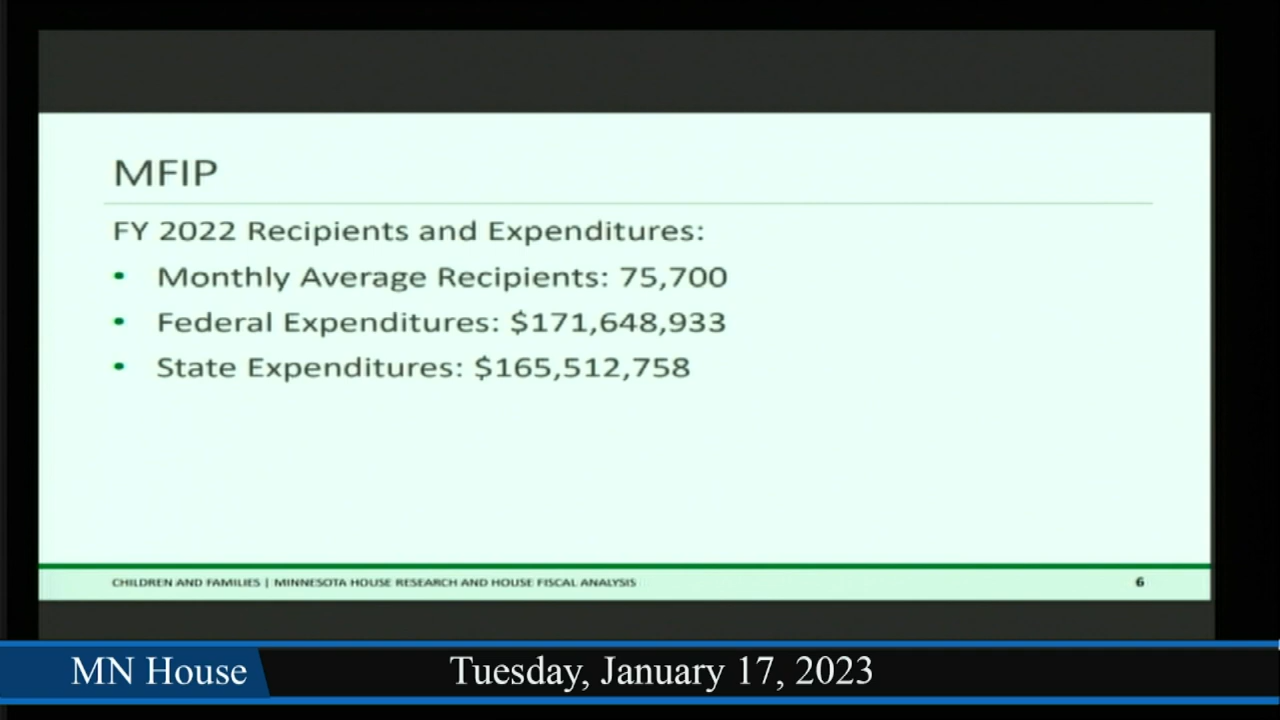 MFIP
FY 2022 Recipients and Expenditures:
• Monthly Average Recipients: 75,700
• Federal Expenditures: $171,648,933
• State Expenditures: $165,512,758
CHILDREN AND FAMILIES | MINNESOTA HOUSE RESEARCH AND HOUSE FISCAL ANALYSIS
6
MN House
Tuesday, January 17, 2023